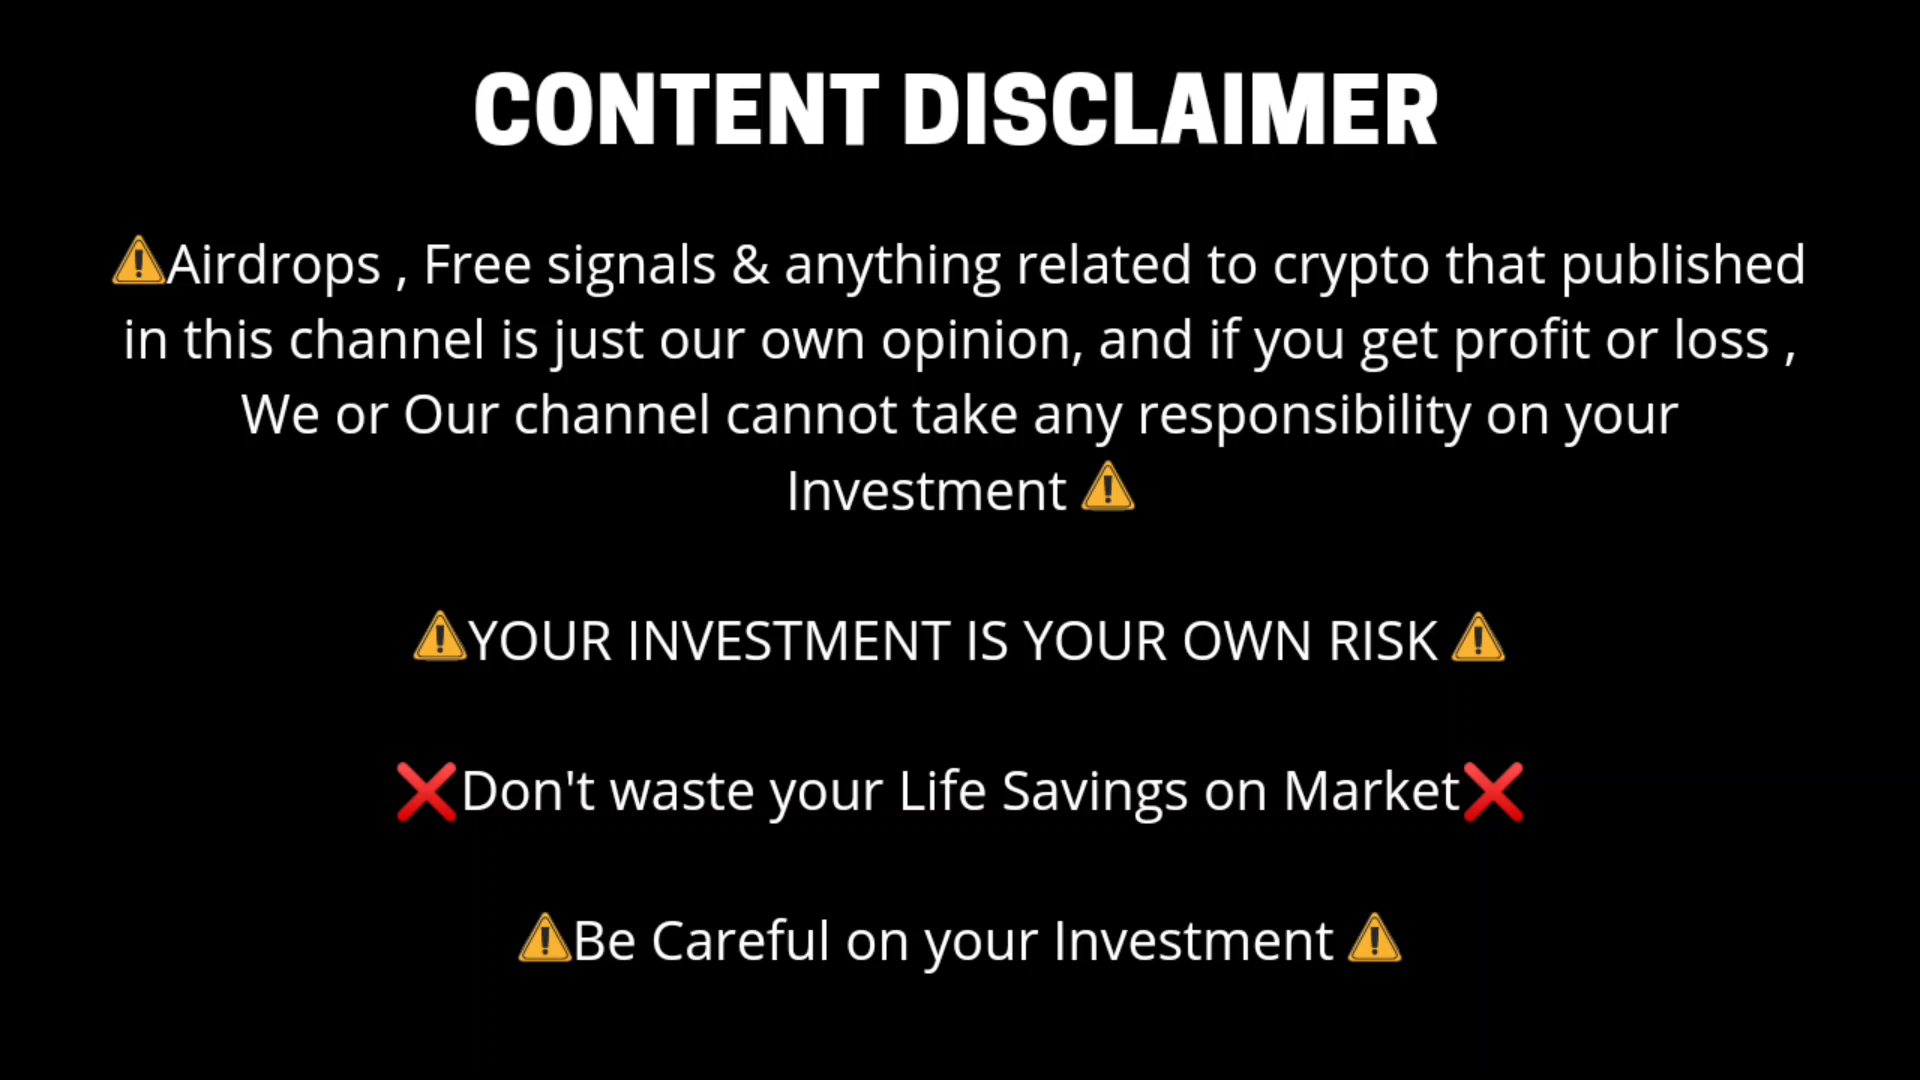 CONTENT DISCLAIMER
⚠️Airdrops , Free signals & anything related to crypto that published
in this channel is just our own opinion, and if you get profit or loss ,
We or Our channel cannot take any responsibility on your
Investment ⚠️
⚠️YOUR INVESTMENT IS YOUR OWN RISK ⚠️
❌Don't waste your Life Savings on Market❌
⚠️Be Careful on your Investment ⚠️